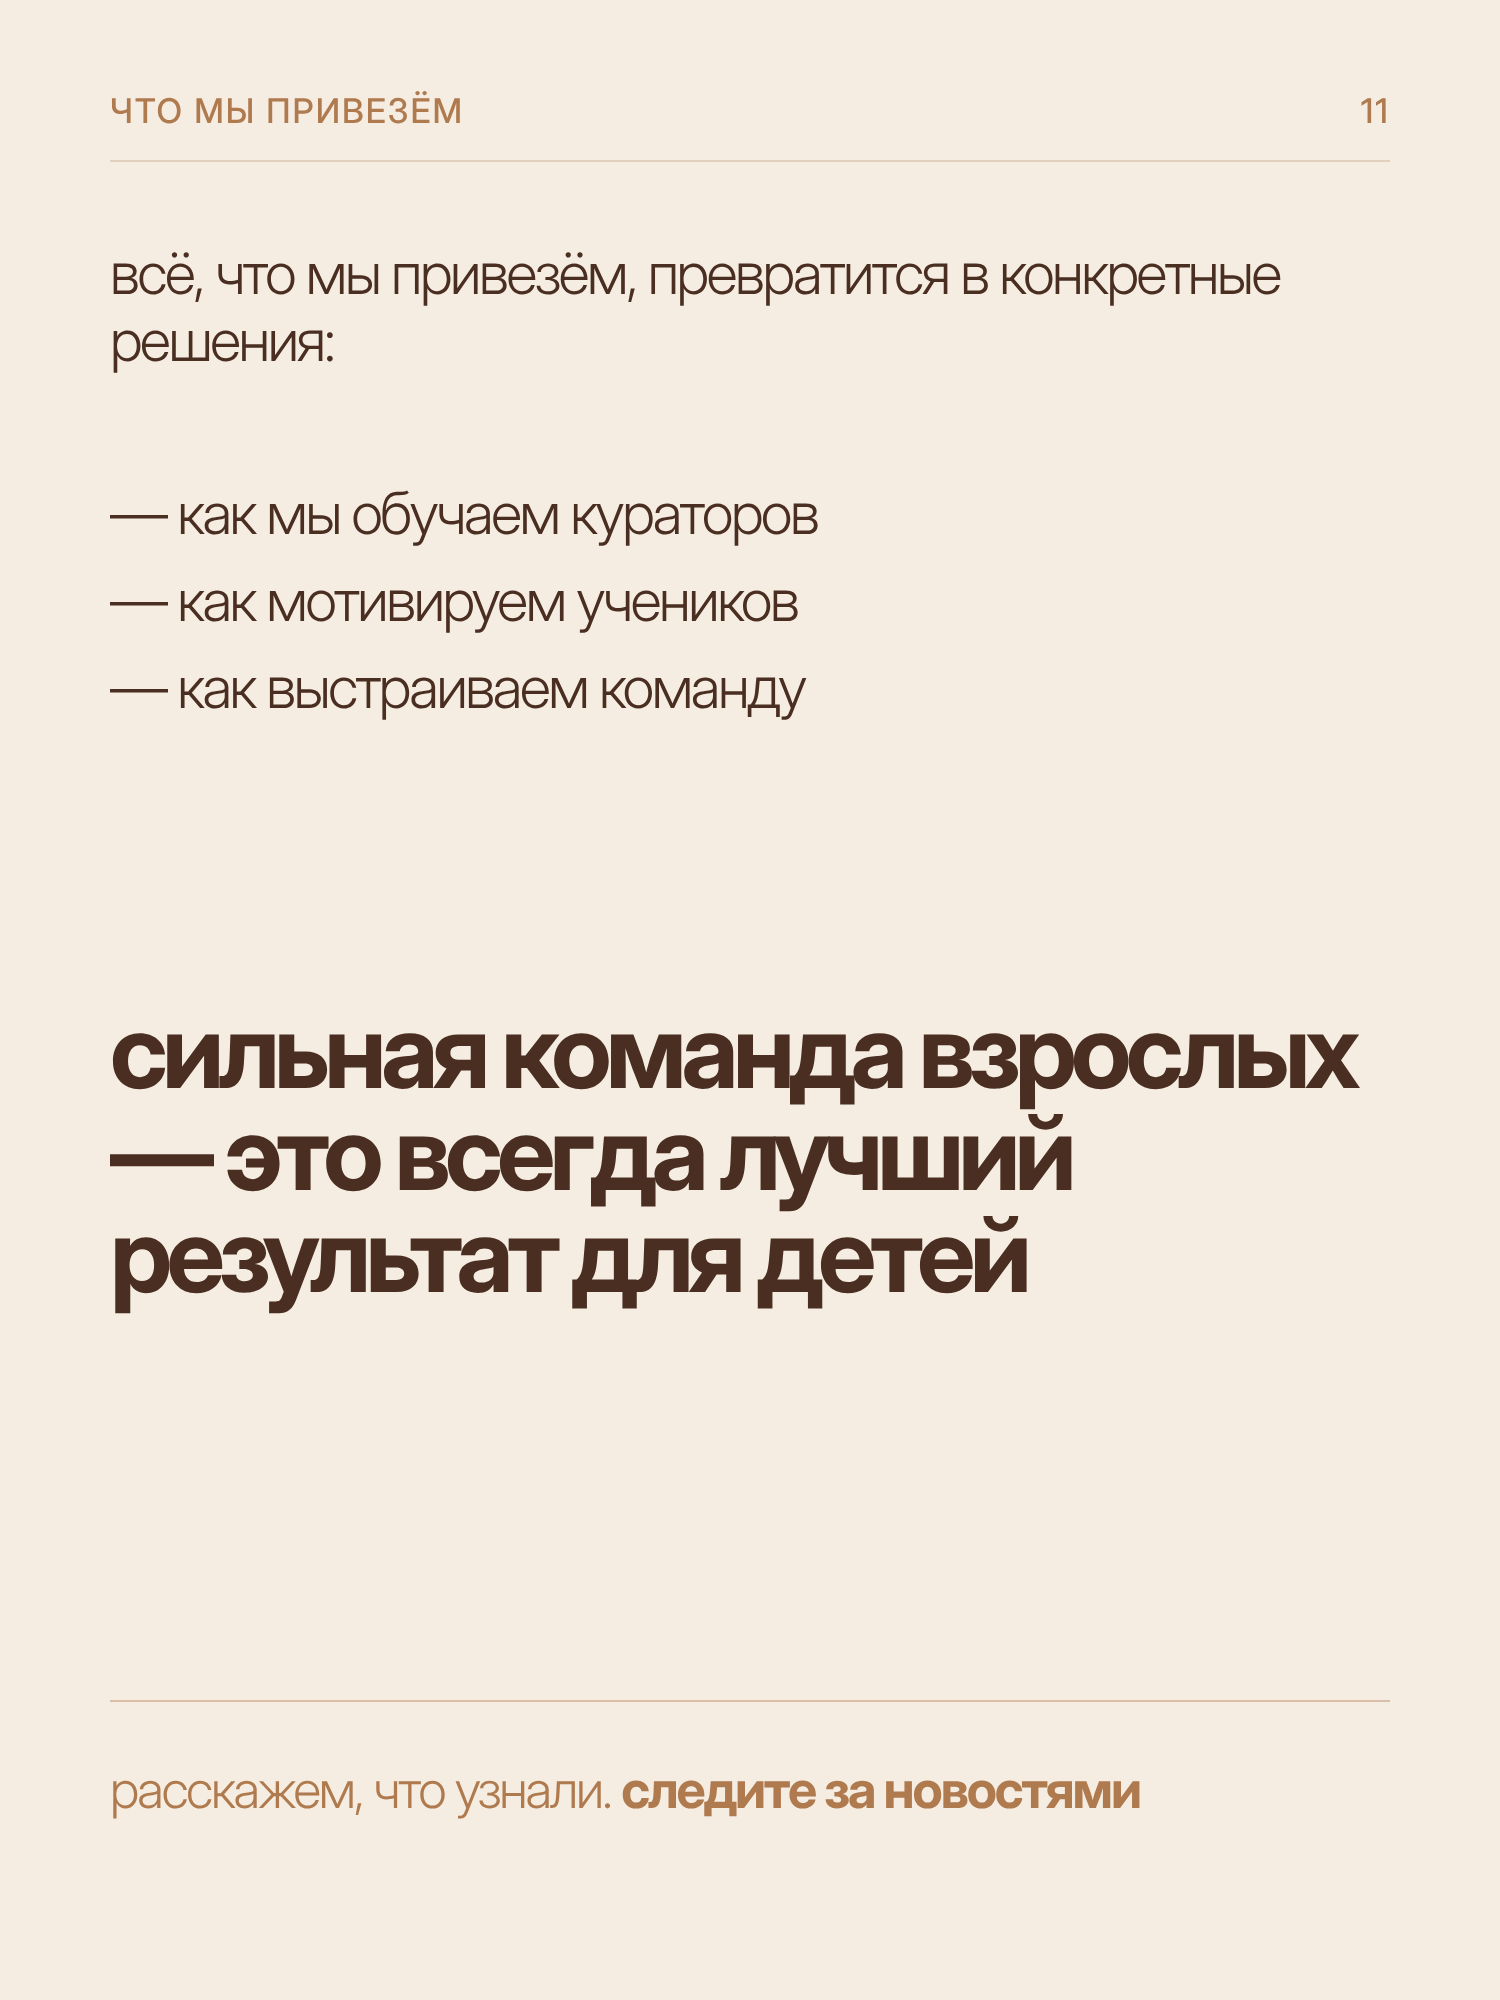 ЧТО МЫ ПРИВЕЗЁМ 11
всё, что мы привезём, превратится в конкретные
решения:
— как мы обучаем кураторов
— как мотивируем учеников
— как выстраиваем команду
сильная команда взрослых
— это всегда лучший
результат для детей
расскажем, что узнали. следите за новостями